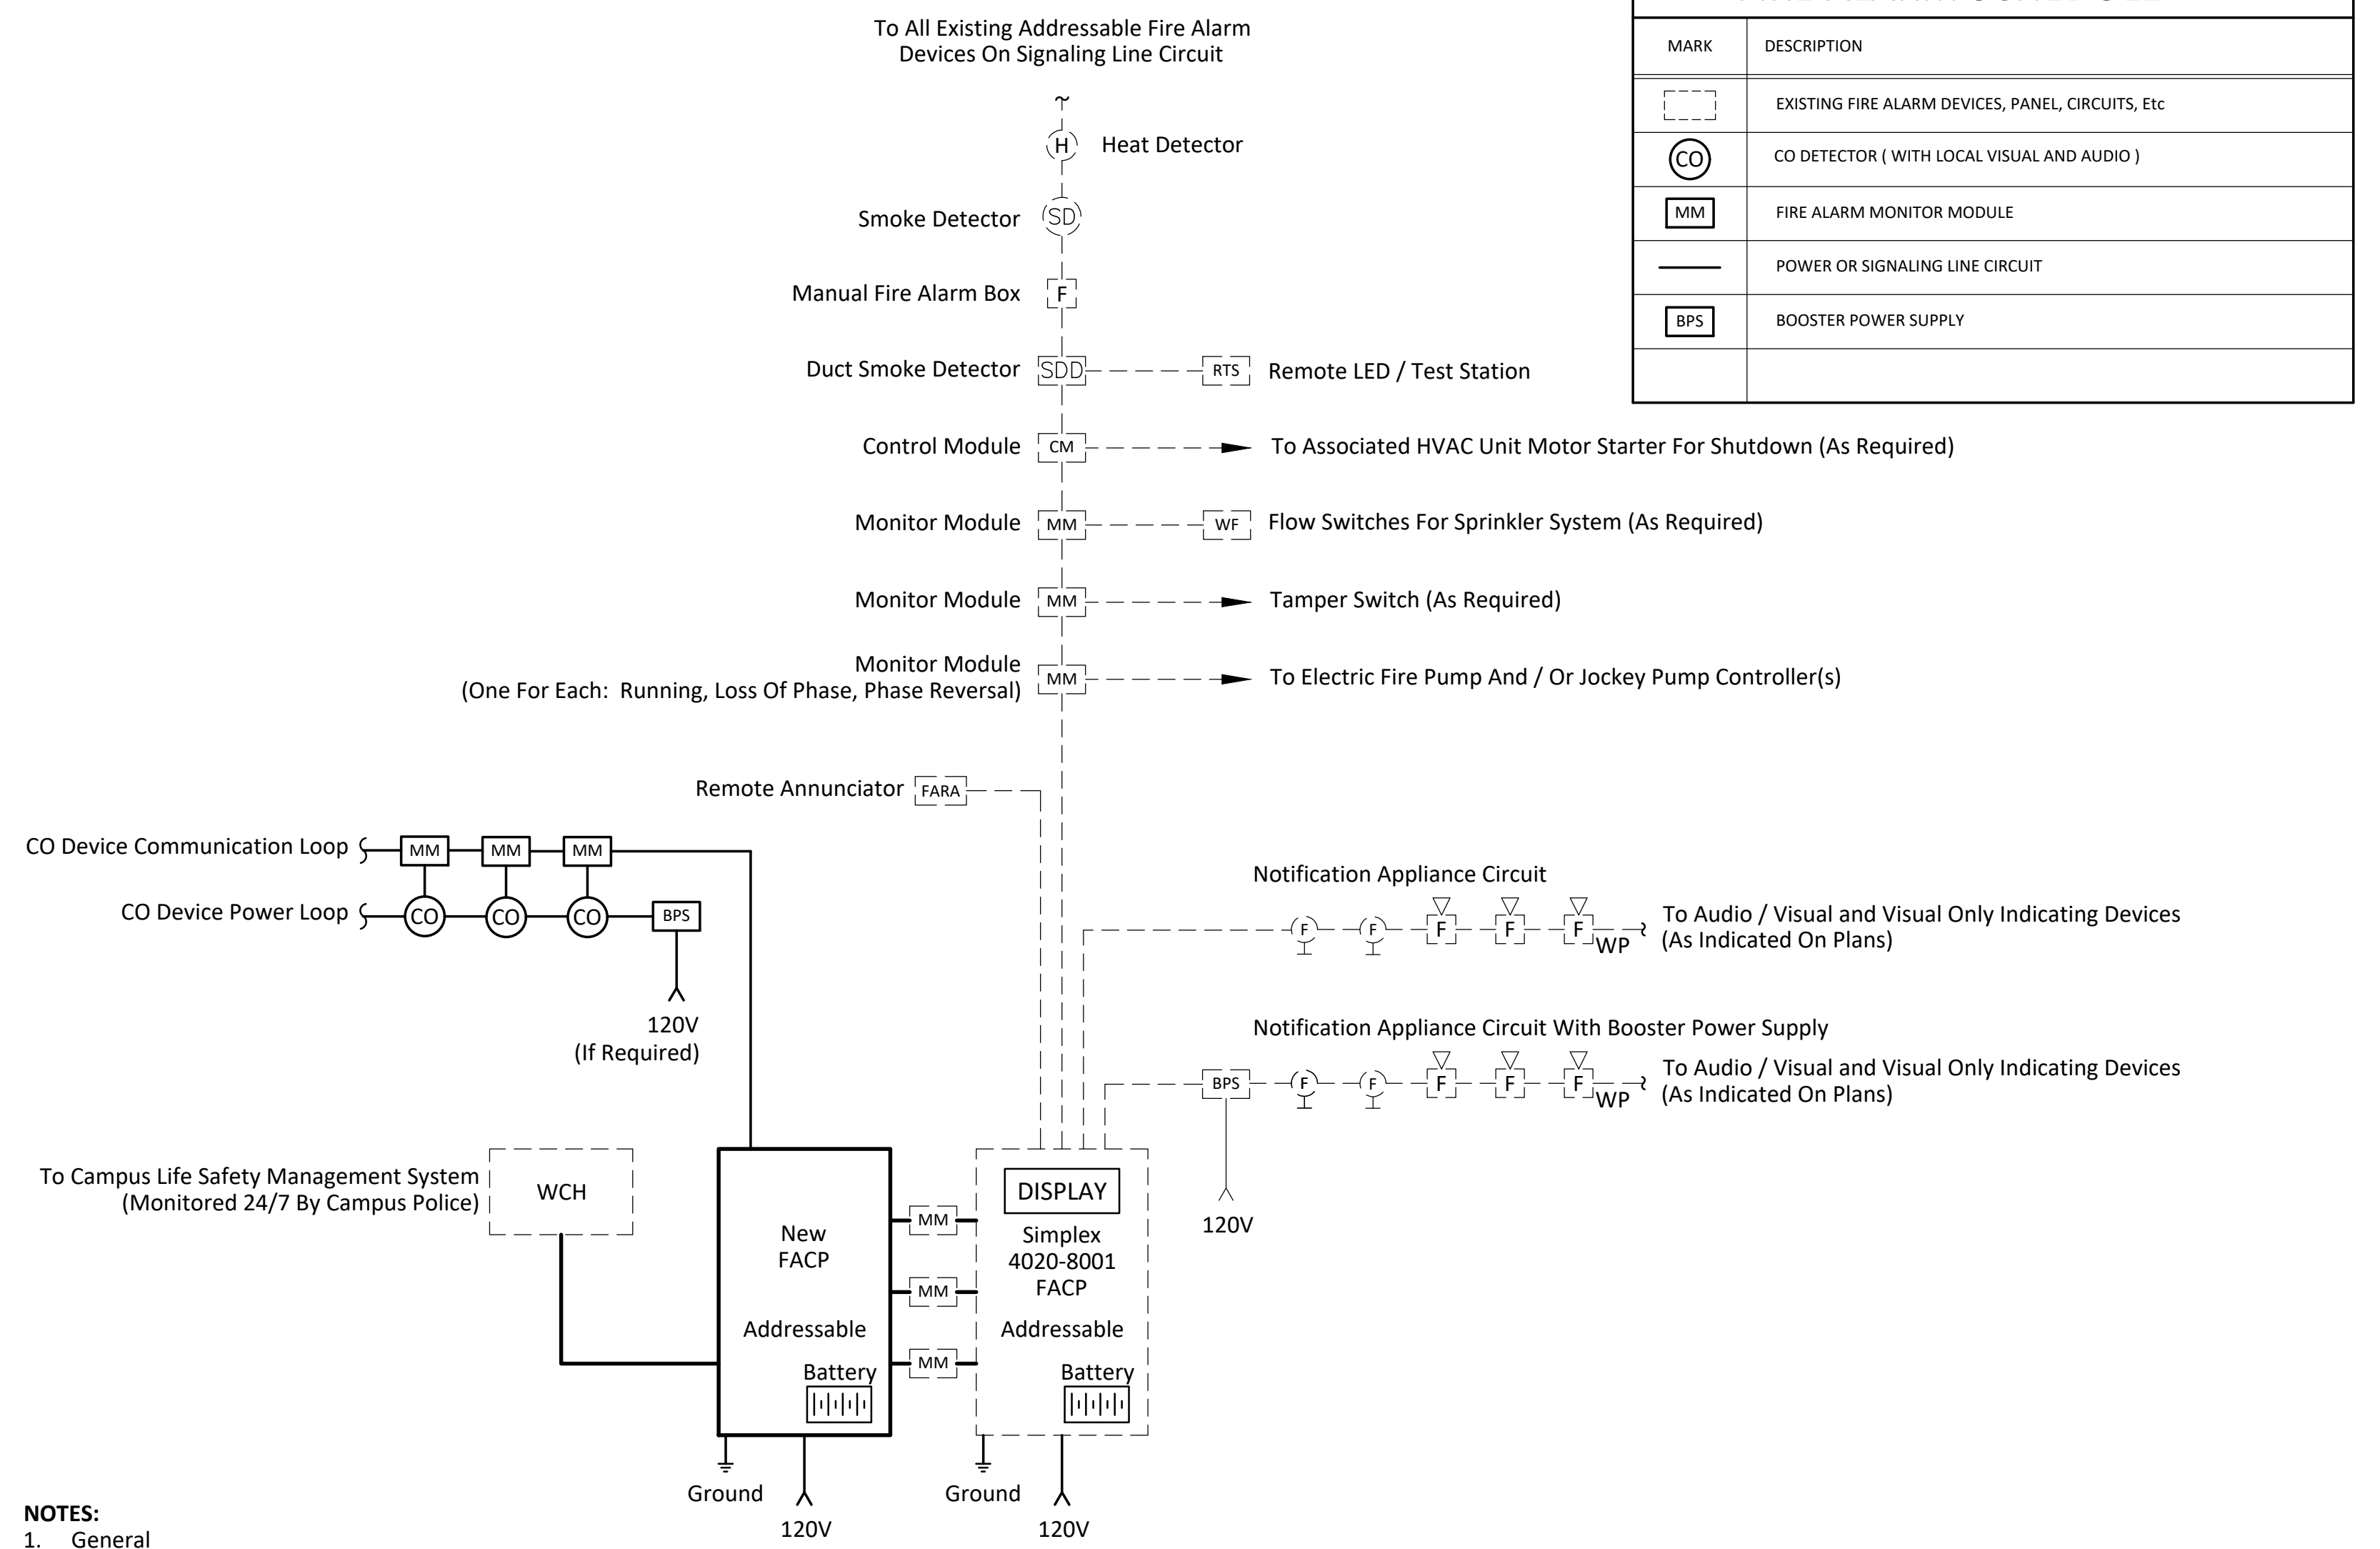 To All Existing Addressable Fire Alarm
Devices On Signaling Line Circuit
MARK DESCRIPTION
EXISTING FIRE ALARM DEVICES, PANEL, CIRCUITS, Etc
CO CO DETECTOR ( WITH LOCAL VISUAL AND AUDIO )
MM FIRE ALARM MONITOR MODULE
POWER OR SIGNALING LINE CIRCUIT
BPS BOOSTER POWER SUPPLY
H Heat Detector
Smoke Detector SD
Manual Fire Alarm Box F
Duct Smoke Detector SDD RTS Remote LED / Test Station
Control Module CM To Associated HVAC Unit Motor Starter For Shutdown (As Required)
Monitor Module MM WF Flow Switches For Sprinkler System (As Required)
Monitor Module MM Tamper Switch (As Required)
Monitor Module
(One For Each: Running, Loss Of Phase, Phase Reversal) MM To Electric Fire Pump And / Or Jockey Pump Controller(s)
Remote Annunciator FARA
CO Device Communication Loop MM MM MM
CO Device Power Loop CO CO CO BPS
120V
(If Required)
Notification Appliance Circuit
F F F F F WP
To Audio / Visual and Visual Only Indicating Devices
(As Indicated On Plans)
Notification Appliance Circuit With Booster Power Supply
BPS F F F F F WP
To Audio / Visual and Visual Only Indicating Devices
(As Indicated On Plans)
120V
To Campus Life Safety Management System
(Monitored 24/7 By Campus Police)
WCH
New
FACP
Addressable
Battery
MM
MM
MM
DISPLAY
Simplex
4020-8001
FACP
Addressable
Battery
Ground
120V
Ground
120V
NOTES:
1. General